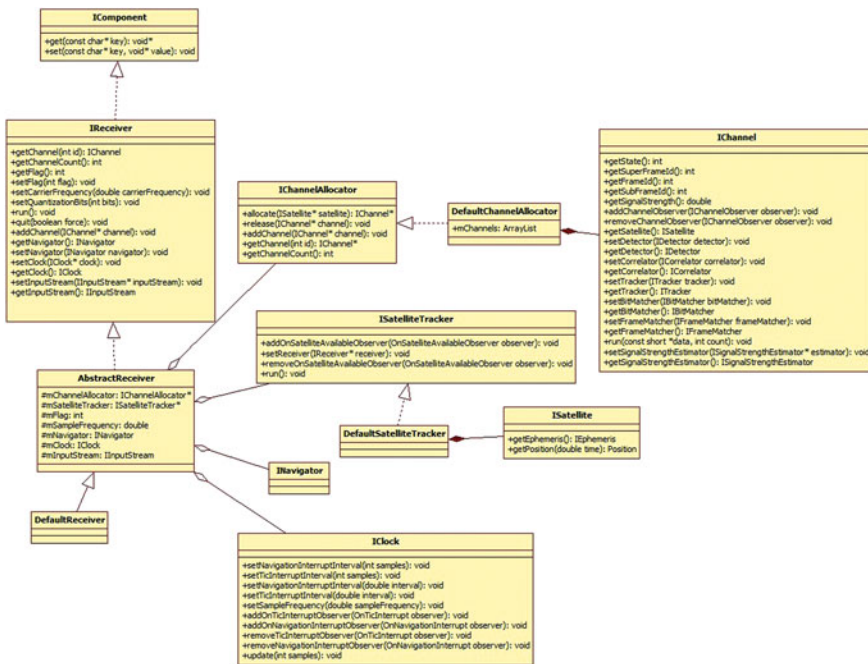 IComponent
+get(const char* key): void*
+set(const char* key, void* value): void
IReceiver
+getChannel(int id): IChannel
+getChannelCount(): int
+getFlag(): int
+setFlag(int flag): void
+setCarrierFrequency(double carrierFrequency): void
+setQuantizationBits(int bits): void
+run(): void
+quit(boolean force): void
+addChannel(IChannel* channel): void
+getNavigator(): INavigator
+setNavigator(INavigator navigator): void
+setClock(IClock* clock): void
+getClock(): IClock
+setInputStream(IInputStream* inputStream): void
+getInputStream(): IInputStream
IChannelAllocator
+allocate(ISatellite* satellite): IChannel*
+release(IChannel* channel): void
+addChannel(IChannel* channel): void
+getChannel(int id): IChannel*
+getChannelCount(): int
DefaultChannelAllocator
+mChannels: ArrayList
IChannel
+getState(): int
+getSuperFrameId(): int
+getFrameId(): int
+getSubFrameId(): int
+getSignalStrength(): double
+addChannelObserver(IChannelObserver observer): void
+removeChannelObserver(IChannelObserver observer): void
+getSatellite(): ISatellite
+setDetector(IDetector detector): void
+getDetector(): IDetector
+setCorrelator(ICorrelator correlator): void
+getCorrelator(): ICorrelator
+setTracker(ITracker tracker): void
+getTracker(): ITracker
+setBitMatcher(IBitMatcher bitMatcher): void
+getBitMatcher(): IBitMatcher
+setFrameMatcher(IFrameMatcher frameMatcher): void
+getFrameMatcher(): IFrameMatcher
+run(const short *data, int count): void
+setSignalStrengthEstimator(ISignalStrengthEstimator* estimator): void
+getSignalStrengthEstimator(): ISignalStrengthEstimator
ISatelliteTracker
+addOnSatelliteAvailableObserver(OnSatelliteAvailableObserver observer): void
+setReceiver(IReceiver* receiver): void
+removeOnSatelliteAvailableObserver(OnSatelliteAvailableObserver observer): void
+run(): void
AbstractReceiver
#mChannelAllocator: IChannelAllocator*
#mSatelliteTracker: ISatelliteTracker*
#mFlag: int
#mSampleFrequency: double
#mNavigator: INavigator
#mClock: IClock
#mInputStream: IInputStream
DefaultSatelliteTracker
ISatellite
+getEphemeris(): IEphemeris
+getPosition(double time): Position
INavigator
DefaultReceiver
IClock
+setNavigationInterruptInterval(int samples): void
+setTicInterruptInterval(int samples): void
+setNavigationInterruptInterval(double interval): void
+setTicInterruptInterval(double interval): void
+setSampleFrequency(double sampleFrequency): void
+addOnTicInterruptObserver(OnTicInterrupt observer): void
+addOnNavigationInterruptObserver(OnNavigationInterrupt observer): void
+removeTicInterruptObserver(OnTicInterrupt observer): void
+removeNavigationInterruptObserver(OnNavigationInterrupt observer): void
+update(int samples): void